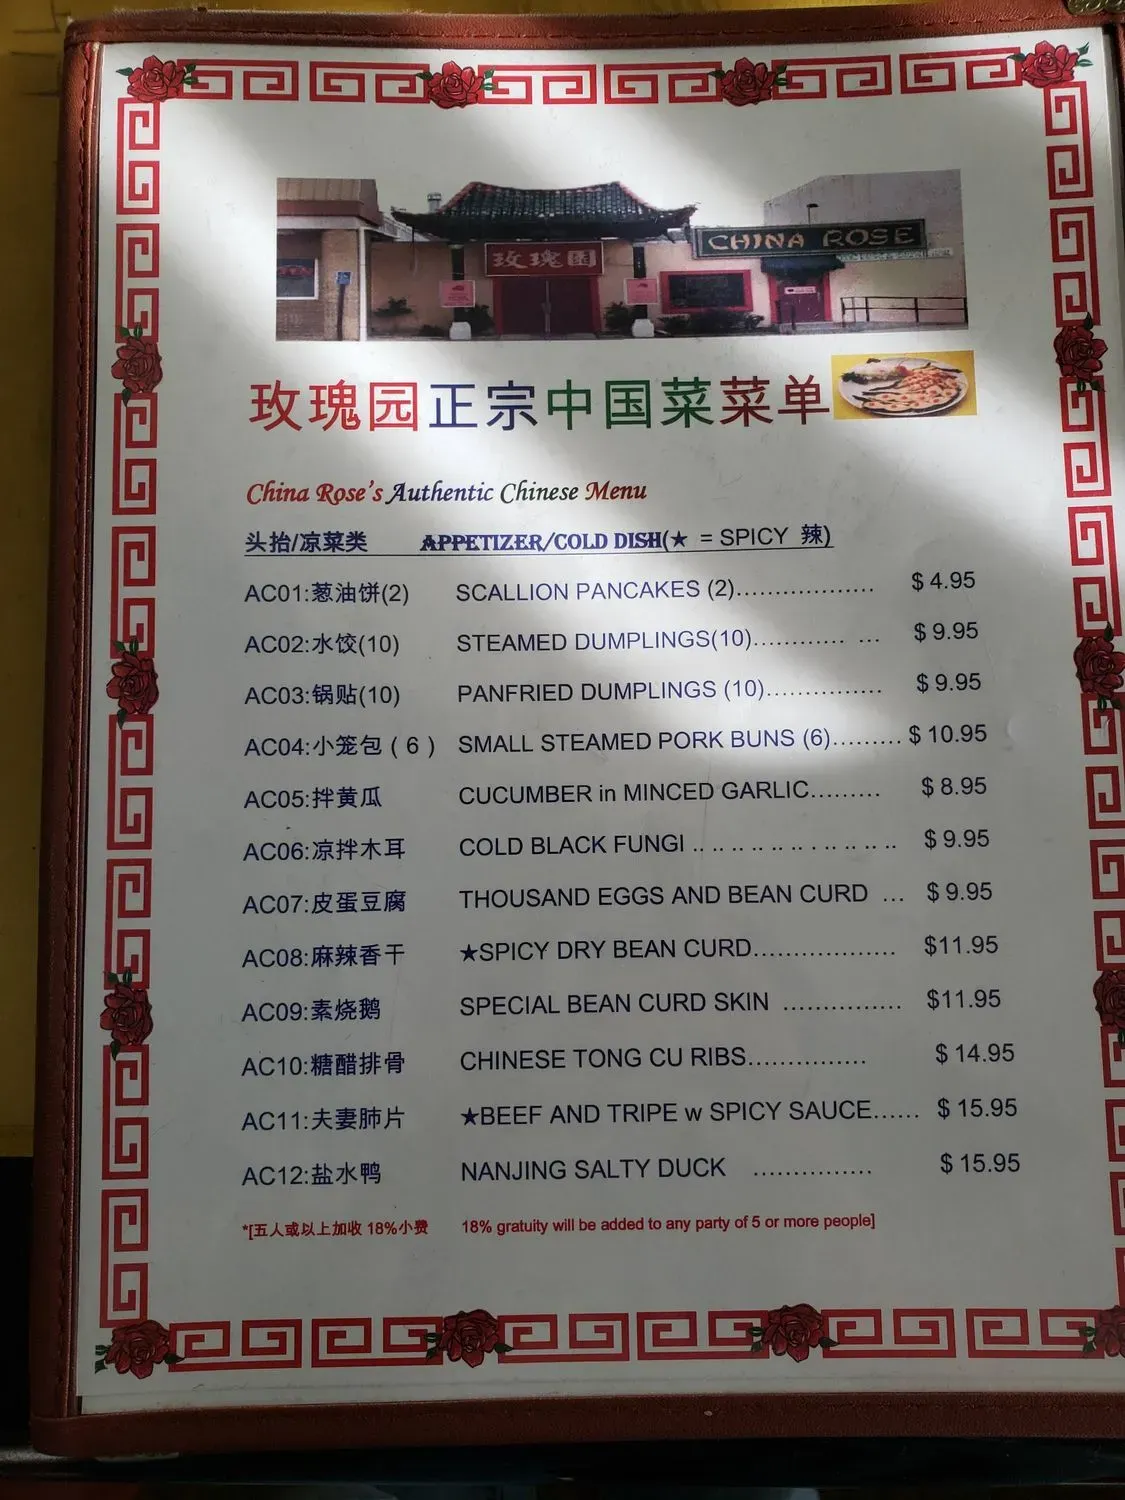 玫瑰园 CHINA ROSE
玫瑰园正宗中国菜菜单
China Rose's Authentic Chinese Menu
头抬/凉菜类 APPETIZER/COLD DISH(★ = SPICY 辣)
AC01:葱油饼(2) SCALLION PANCAKES (2).................. $ 4.95
AC02:水饺(10) STEAMED DUMPLINGS(10)............ ... $ 9.95
AC03:锅贴(10) PANFRIED DUMPLINGS (10)............... $ 9.95
AC04:小笼包 ( 6 ) SMALL STEAMED PORK BUNS (6)......... $ 10.95
AC05:拌黄瓜 CUCUMBER in MINCED GARLIC......... $ 8.95
AC06:凉拌木耳 COLD BLACK FUNGI .. .. .. .. .. .. . .. .. .. .. $ 9.95
AC07:皮蛋豆腐 THOUSAND EGGS AND BEAN CURD ... $ 9.95
AC08:麻辣香干 ★SPICY DRY BEAN CURD.................. $11.95
AC09:素烧鹅 SPECIAL BEAN CURD SKIN ............... $11.95
AC10:糖醋排骨 CHINESE TONG CU RIBS............... $ 14.95
AC11:夫妻肺片 ★BEEF AND TRIPE w SPICY SAUCE...... $ 15.95
AC12:盐水鸭 NANJING SALTY DUCK ............... $ 15.95
*[五人或以上加收 18%小费 18% gratuity will be added to any party of 5 or more people]